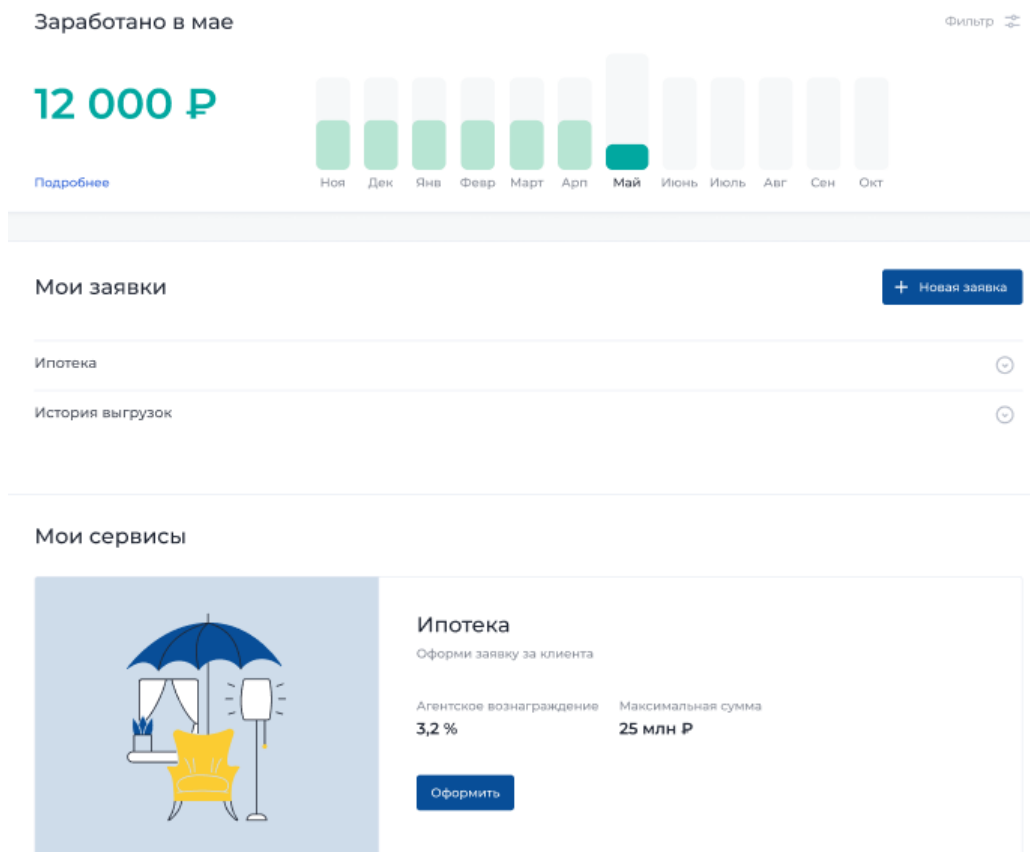 Заработано в мае
Фильтр
12 000 ₽
Подробнее
Ноя Дек Янв Февр Март Арп Май Июнь Июль Авг Сен Окт
Мои заявки
+ Новая заявка
Ипотека
История выгрузок
Мои сервисы
Ипотека
Оформи заявку за клиента
Агентское вознаграждение Максимальная сумма
3,2 % 25 млн ₽
Оформить